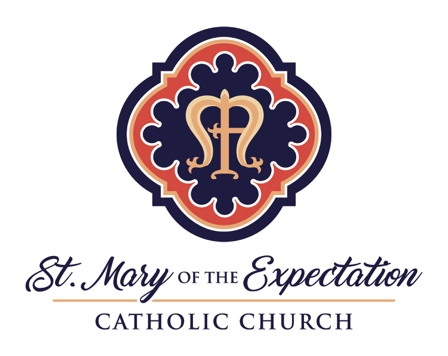 St. Mary OF THE Expectation
CATHOLIC CHURCH